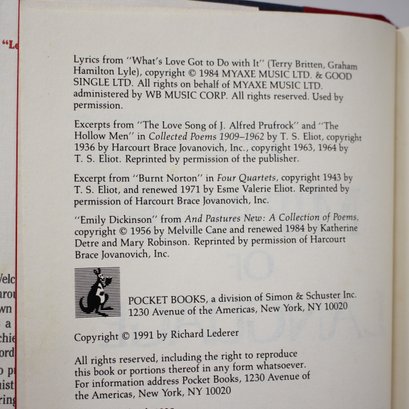 Lyrics from "What's Love Got to Do with It" (Terry Britten, Graham
Hamilton Lyle), copyright © 1984 MYAXE MUSIC LTD. & GOOD
SINGLE LTD. All rights on behalf of MYAXE MUSIC LTD.
administered by WB MUSIC CORP. All rights reserved. Used by
permission.
Excerpts from "The Love Song of J. Alfred Prufrock" and "The
Hollow Men" in Collected Poems 1909–1962 by T. S. Eliot, copyright
1936 by Harcourt Brace Jovanovich, Inc., copyright 1963, 1964 by
T. S. Eliot. Reprinted by permission of the publisher.
Excerpt from "Burnt Norton" in Four Quartets, copyright 1943 by
T. S. Eliot, and renewed 1971 by Esme Valerie Eliot. Reprinted by
permission of Harcourt Brace Jovanovich, Inc.
"Emily Dickinson" from And Pastures New: A Collection of Poems,
copyright © 1956 by Melville Cane and renewed 1984 by Katherine
Detre and Mary Robinson. Reprinted by permission of Harcourt
Brace Jovanovich, Inc.
POCKET BOOKS, a division of Simon & Schuster Inc.
1230 Avenue of the Americas, New York, NY 10020
Copyright © 1991 by Richard Lederer
All rights reserved, including the right to reproduce
this book or portions thereof in any form whatsoever.
For information address Pocket Books, 1230 Avenue of
the Americas, New York, NY 10020